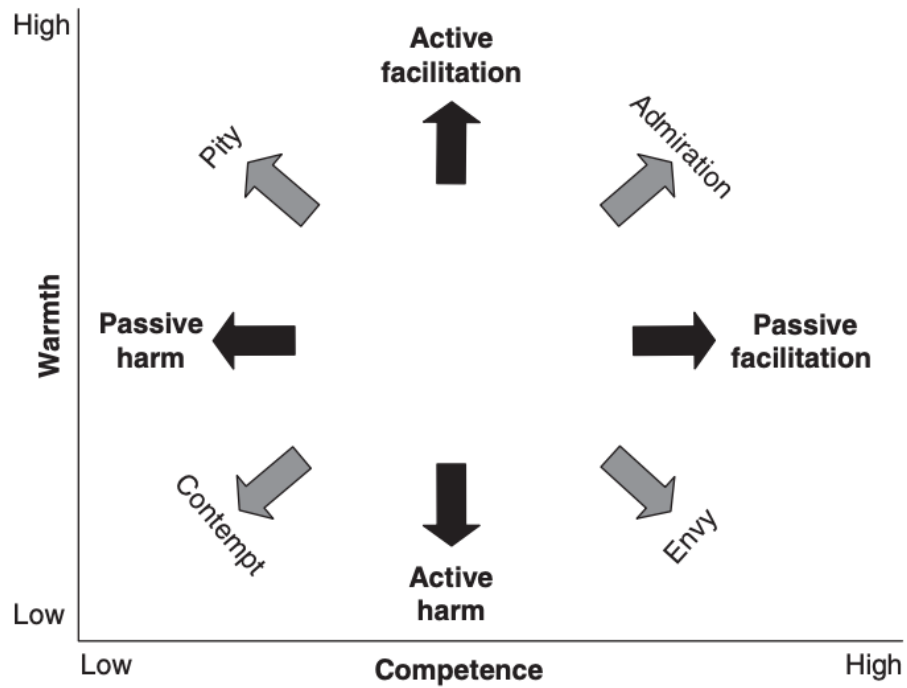 High
Active
facilitation
Pity
Admiration
Warmth
Passive
harm
Passive
facilitation
Contempt
Envy
Active
harm
Low
Low
Competence
High